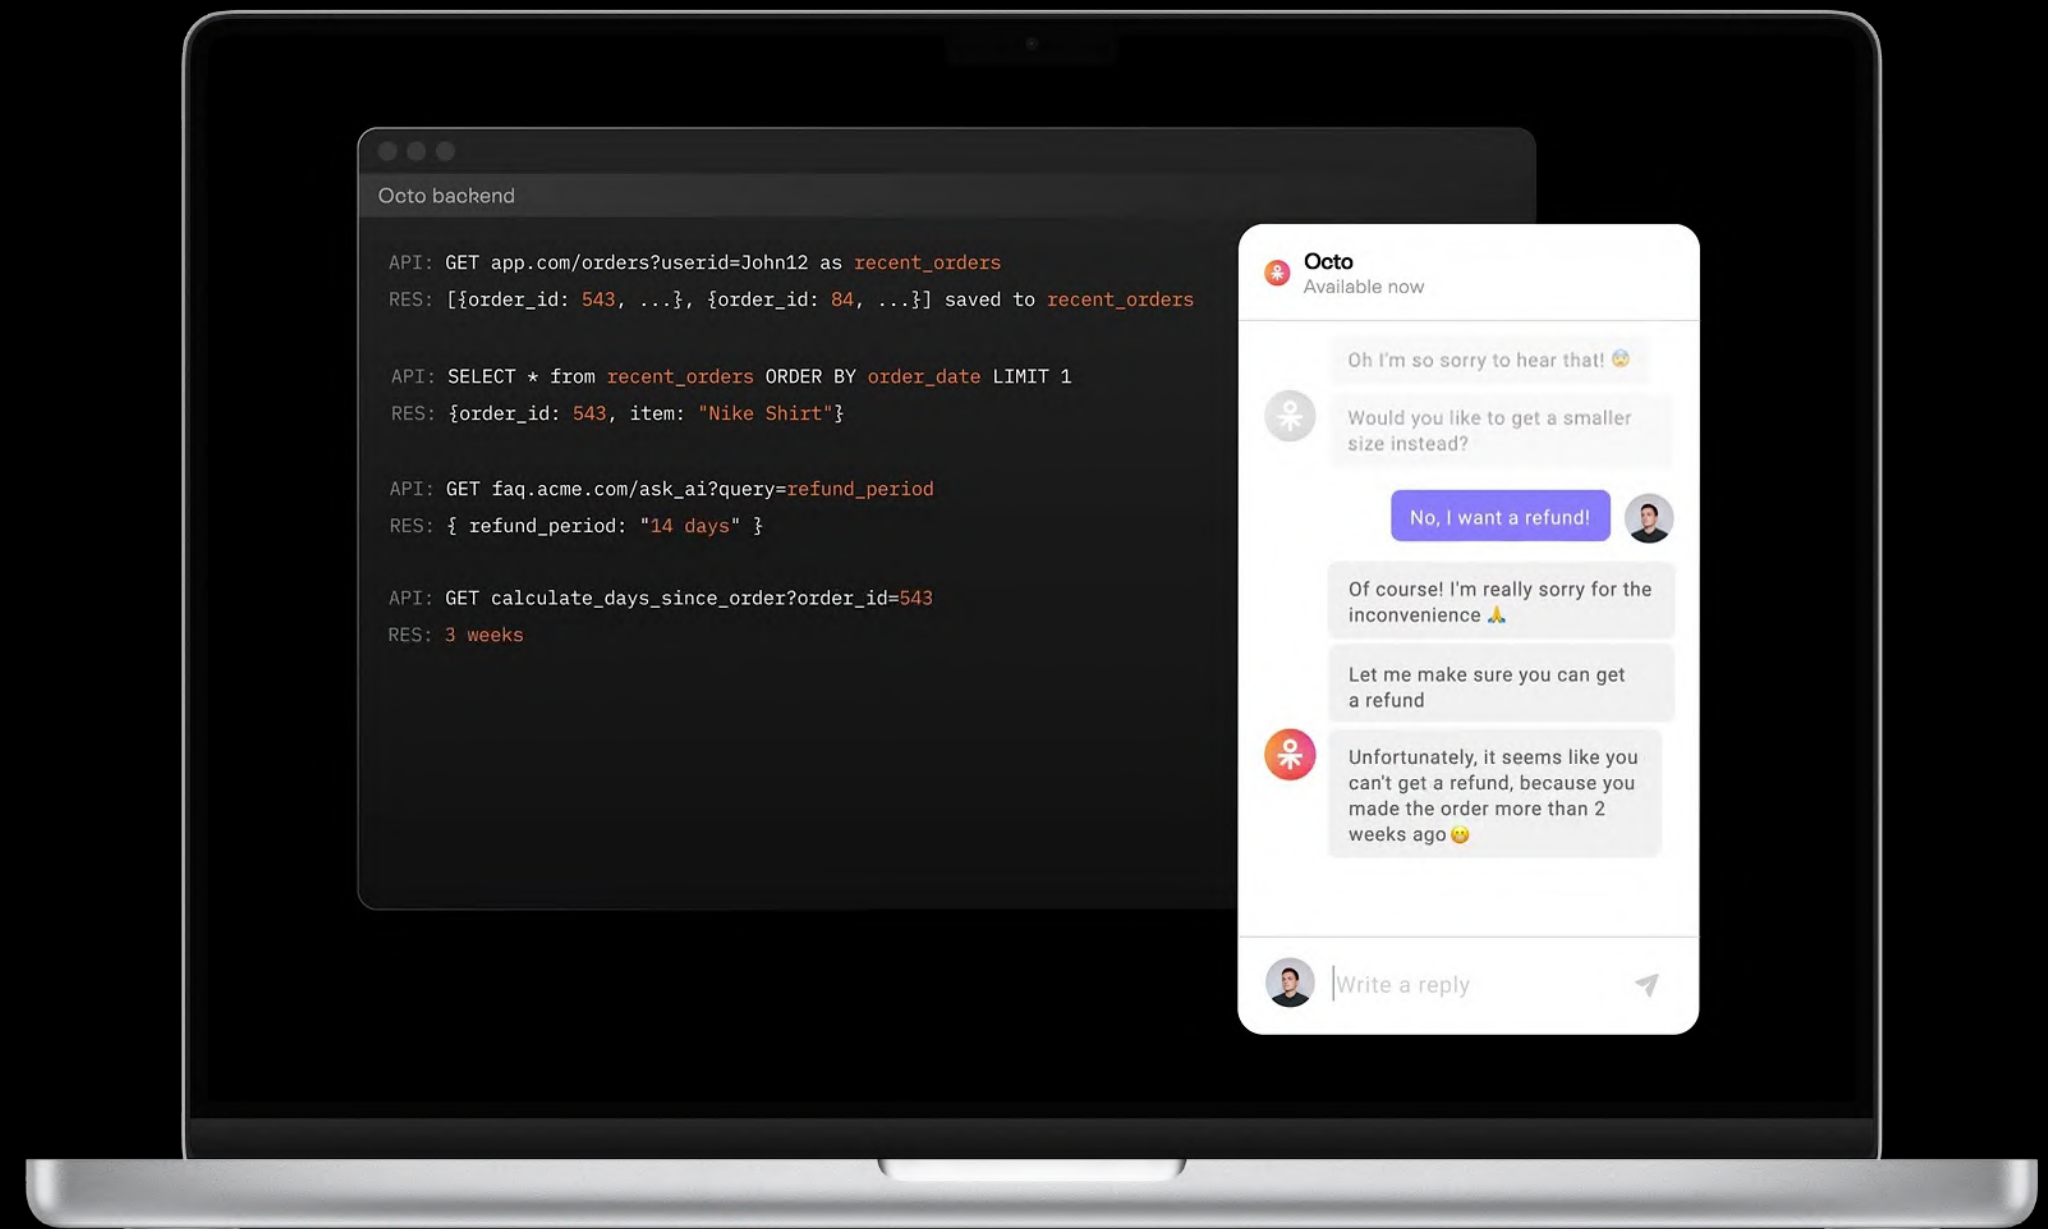 Octo backend
API: GET app.com/orders?userid=John12 as recent_orders
RES: [{order_id: 543, ...}, {order_id: 84, ...}] saved to recent_orders
API: SELECT * from recent_orders ORDER BY order_date LIMIT 1
RES: {order_id: 543, item: "Nike Shirt"}
API: GET faq.acme.com/ask_ai?query=refund_period
RES: { refund_period: "14 days" }
API: GET calculate_days_since_order?order_id=543
RES: 3 weeks
Octo
Available now
Oh I'm so sorry to hear that! 😨
Would you like to get a smaller
size instead?
No, I want a refund!
Of course! I'm really sorry for the
inconvenience 🙏
Let me make sure you can get
a refund
Unfortunately, it seems like you
can't get a refund, because you
made the order more than 2
weeks ago😬
Write a reply